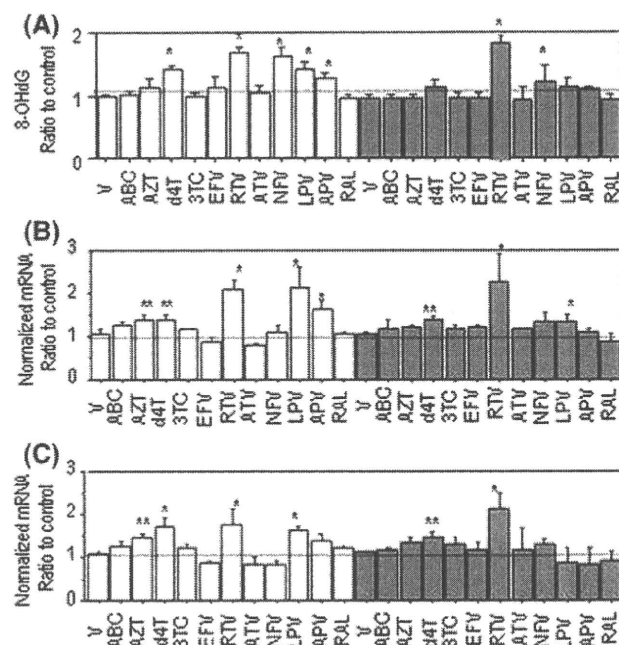 (A)
8-OHdG
Ratio to control
2
1
0
* * * * * * *
V ABC AZT d4T 3TC EFV RTV ATV NFV LPV APV RAL V ABC AZT d4T 3TC EFV RTV ATV NFV LPV APV RAL
(B)
Normalized mRNA
Ratio to control
3
2
1
0
** ** * * * ** * *
V ABC AZT d4T 3TC EFV RTV ATV NFV LPV APV RAL V ABC AZT d4T 3TC EFV RTV ATV NFV LPV APV RAL
(C)
Normalized mRNA
Ratio to control
3
2
1
0
** * * * ** *
V ABC AZT d4T 3TC EFV RTV ATV NFV LPV APV RAL V ABC AZT d4T 3TC EFV RTV ATV NFV LPV APV RAL